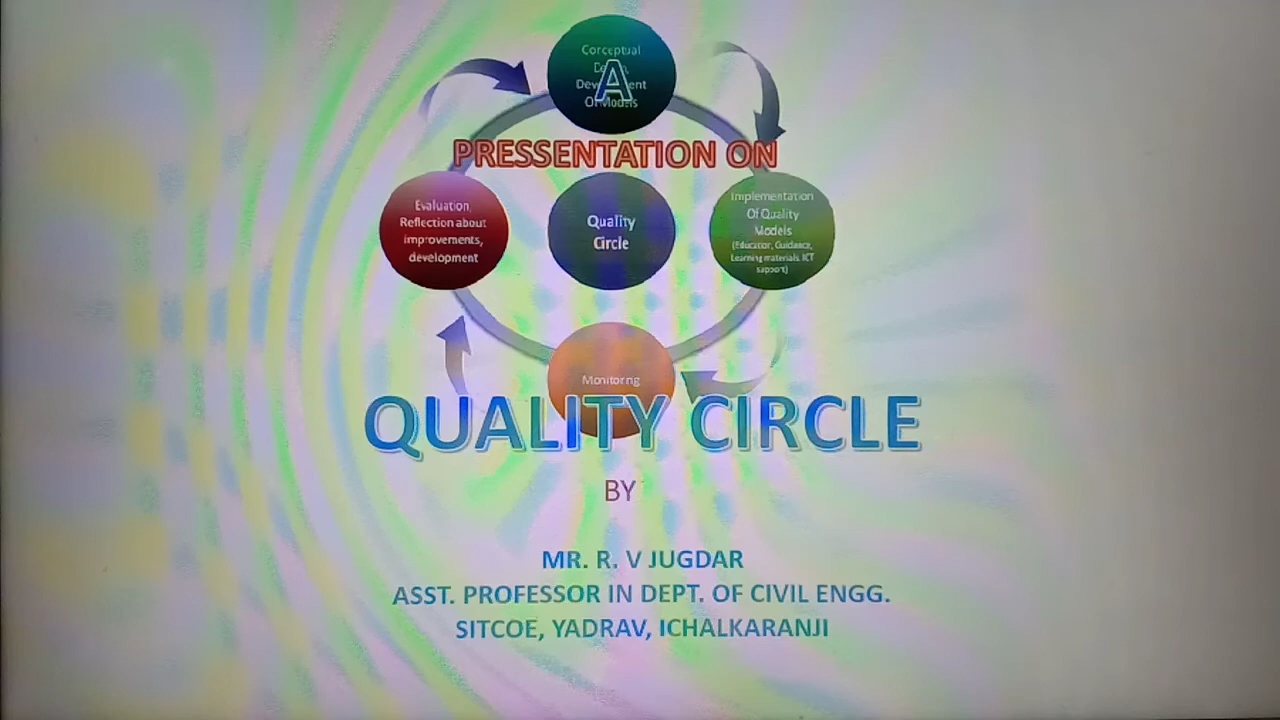 Conceptual
A
Of Models
PRESSENTATION ON
Evaluation,
Reflection about
improvements,
development
Quality
Circle
Implementation
Of Quality
Models
(Education, Guidance,
Learning materials, ICT
support)
Monitoring
QUALITY CIRCLE
BY
MR. R. V JUGDAR
ASST. PROFESSOR IN DEPT. OF CIVIL ENGG.
SITCOE, YADRAV, ICHALKARANJI